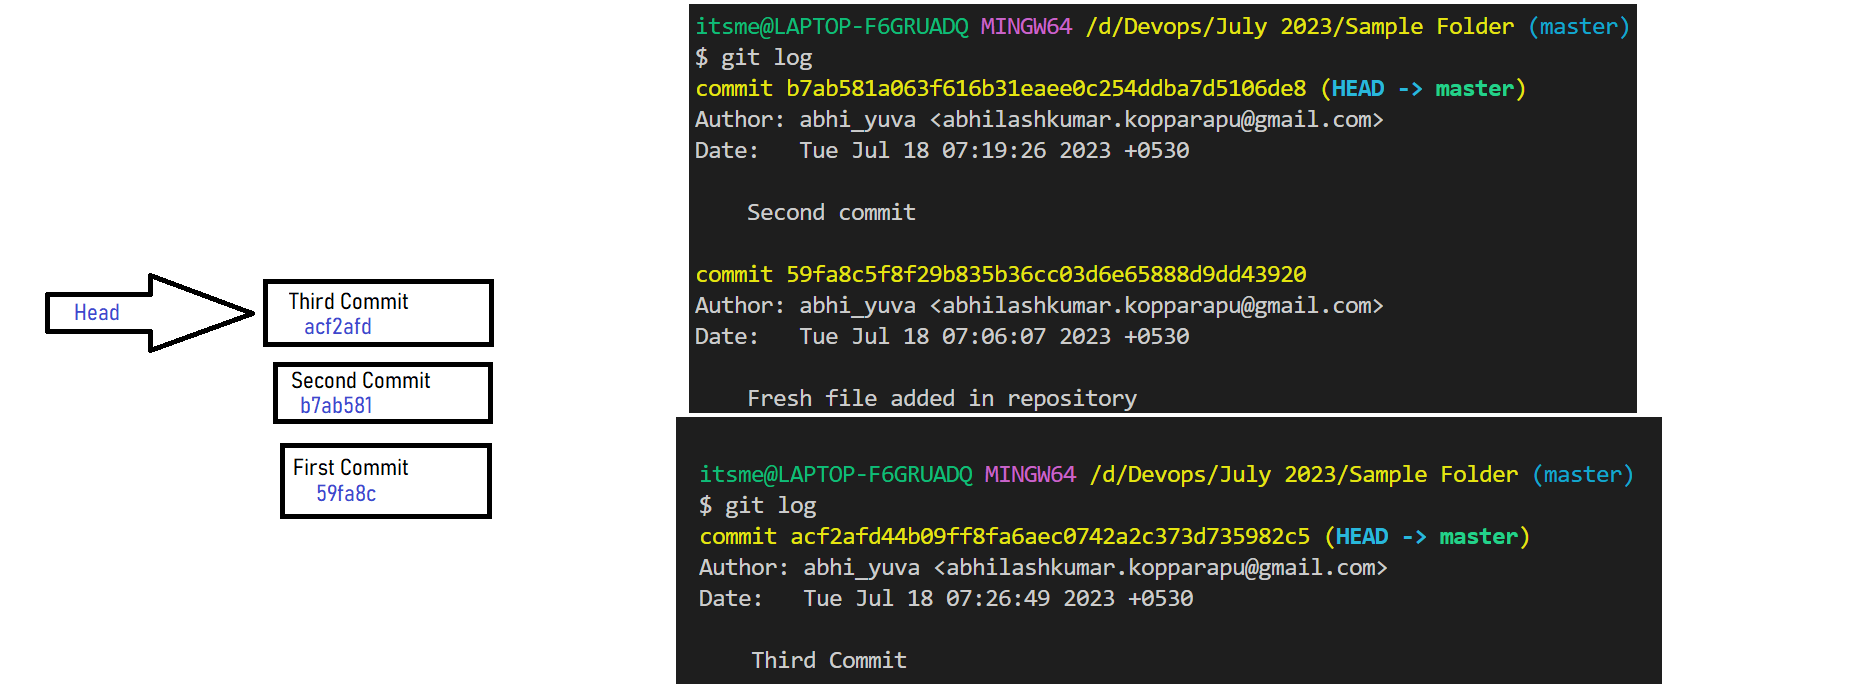 Head
Third Commit
acf2afd
Second Commit
b7ab581
First Commit
59fa8c
itsme@LAPTOP-F6GRUADQ MINGW64 /d/Devops/July 2023/Sample Folder (master)
$ git log
commit b7ab581a063f616b31eaee0c254ddba7d5106de8 (HEAD -> master)
Author: abhi_yuva <abhilashkumar.kopparapu@gmail.com>
Date:   Tue Jul 18 07:19:26 2023 +0530
Second commit
commit 59fa8c5f8f29b835b36cc03d6e65888d9dd43920
Author: abhi_yuva <abhilashkumar.kopparapu@gmail.com>
Date:   Tue Jul 18 07:06:07 2023 +0530
Fresh file added in repository
itsme@LAPTOP-F6GRUADQ MINGW64 /d/Devops/July 2023/Sample Folder (master)
$ git log
commit acf2afd44b09ff8fa6aec0742a2c373d735982c5 (HEAD -> master)
Author: abhi_yuva <abhilashkumar.kopparapu@gmail.com>
Date:   Tue Jul 18 07:26:49 2023 +0530
Third Commit